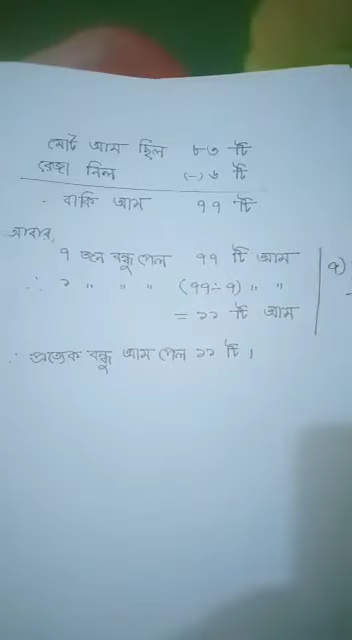 মোট আম ছিল ৮৩ টি
রেহা নিল (-) ৬ টি
বাকি আম ৭৭ টি
আবার,
৭ জন বন্ধু পেল ৭৭ টি আম
∴ ১ " " " (৭৭÷৭) " "
= ১১ টি আম
∴ প্রত্যেক বন্ধু আম পেল ১১ টি।
৭)